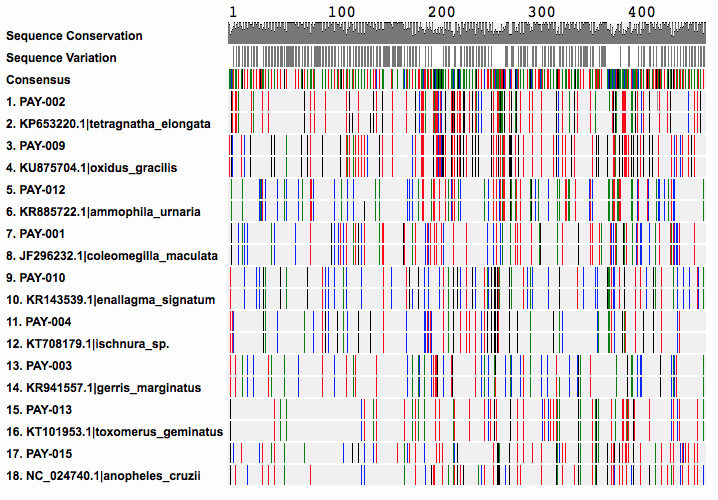 1 100 200 300 400
Sequence Conservation
Sequence Variation
Consensus
1. PAY-002
2. KP653220.1|tetragnatha_elongata
3. PAY-009
4. KU875704.1|oxidus_gracilis
5. PAY-012
6. KR885722.1|ammophila_urnaria
7. PAY-001
8. JF296232.1|coleomegilla_maculata
9. PAY-010
10. KR143539.1|enallagma_signatum
11. PAY-004
12. KT708179.1|ischnura_sp.
13. PAY-003
14. KR941557.1|gerris_marginatus
15. PAY-013
16. KT101953.1|toxomerus_geminatus
17. PAY-015
18. NC_024740.1|anopheles_cruzii